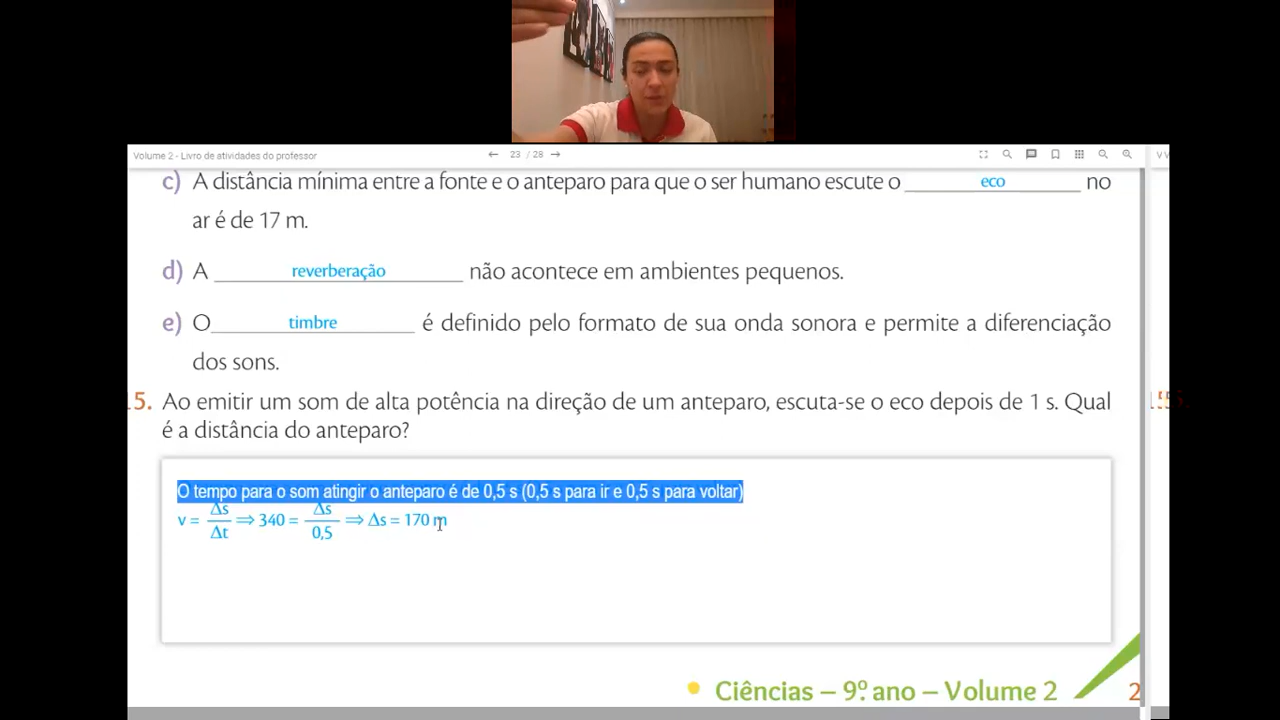 Volume 2 - Livro de atividades do professor
23 / 28
c) A distância mínima entre a fonte e o anteparo para que o ser humano escute o eco no
ar é de 17 m.
d) A reverberação não acontece em ambientes pequenos.
e) O timbre é definido pelo formato de sua onda sonora e permite a diferenciação
dos sons.
5. Ao emitir um som de alta potência na direção de um anteparo, escuta-se o eco depois de 1 s. Qual
é a distância do anteparo?
O tempo para o som atingir o anteparo é de 0,5 s (0,5 s para ir e 0,5 s para voltar)
v = Δs/Δt ⇒ 340 = Δs/0,5 ⇒ Δs = 170 m
Ciências – 9º. ano – Volume 2
2